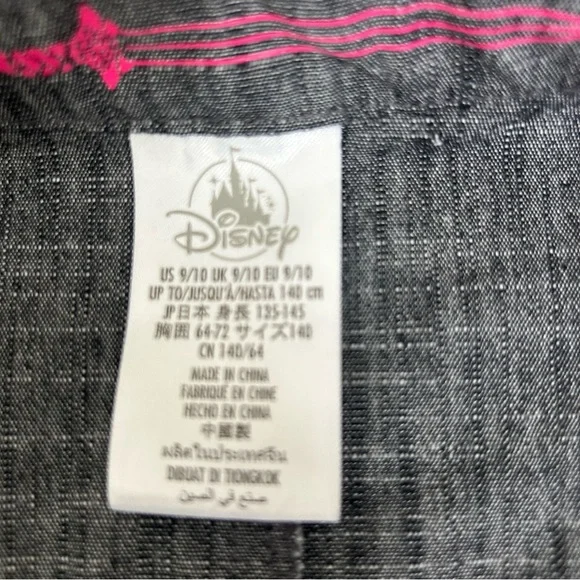 Disney
US 9/10 UK 9/10 EU 9/10
UP TO/JUSQU'À/HASTA 140 cm
JP日本 身長 135-145
胸囲 64-72 サイズ140
CN 140/64
MADE IN CHINA
FABRIQUÉ EN CHINE
HECHO EN CHINA
中國製
ผลิตในประเทศจีน
DIBUAT DI TIONGKOK
صنع في الصين